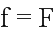 f = F